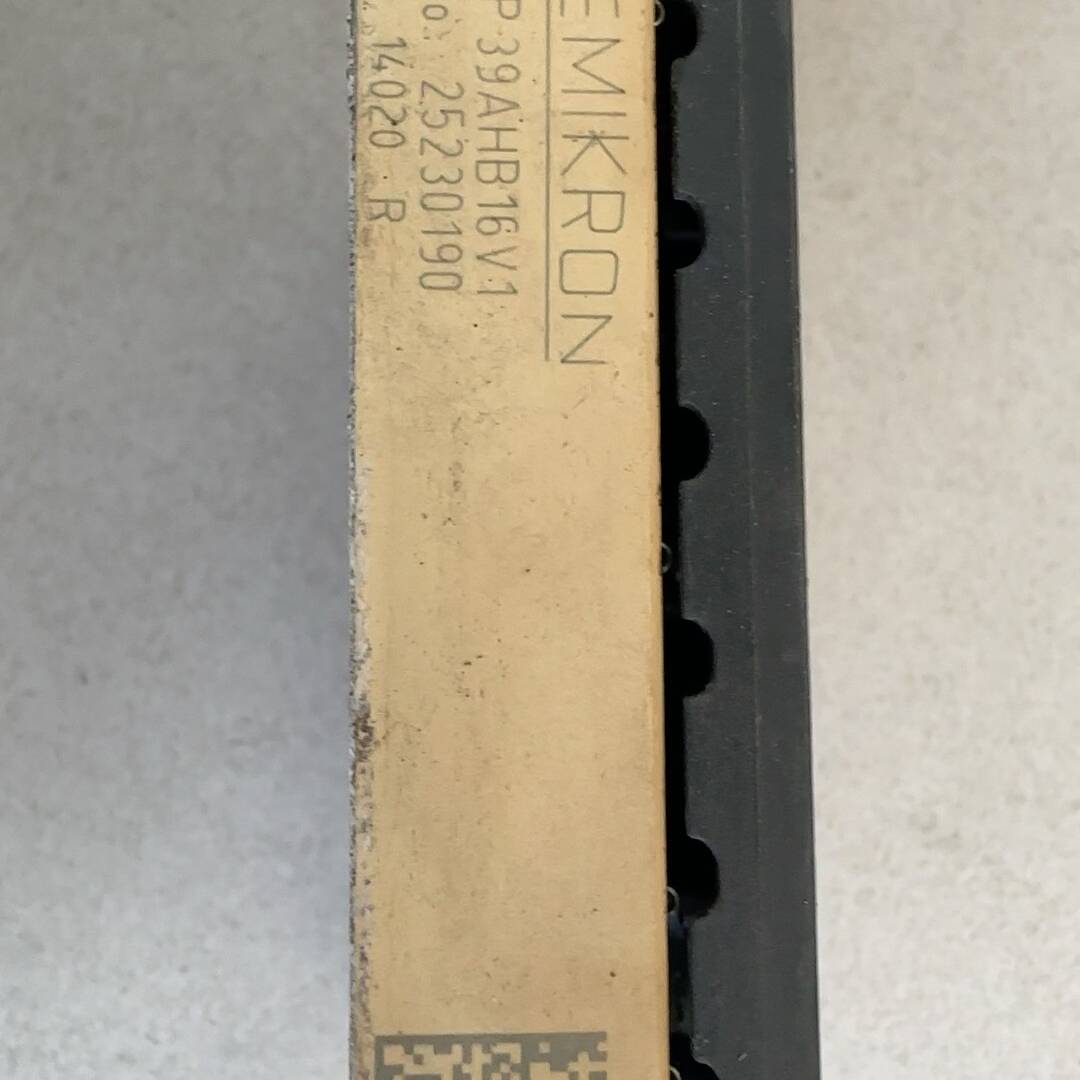 EMIKRON
P 39AHB16V1
o: 25230190
14020 R